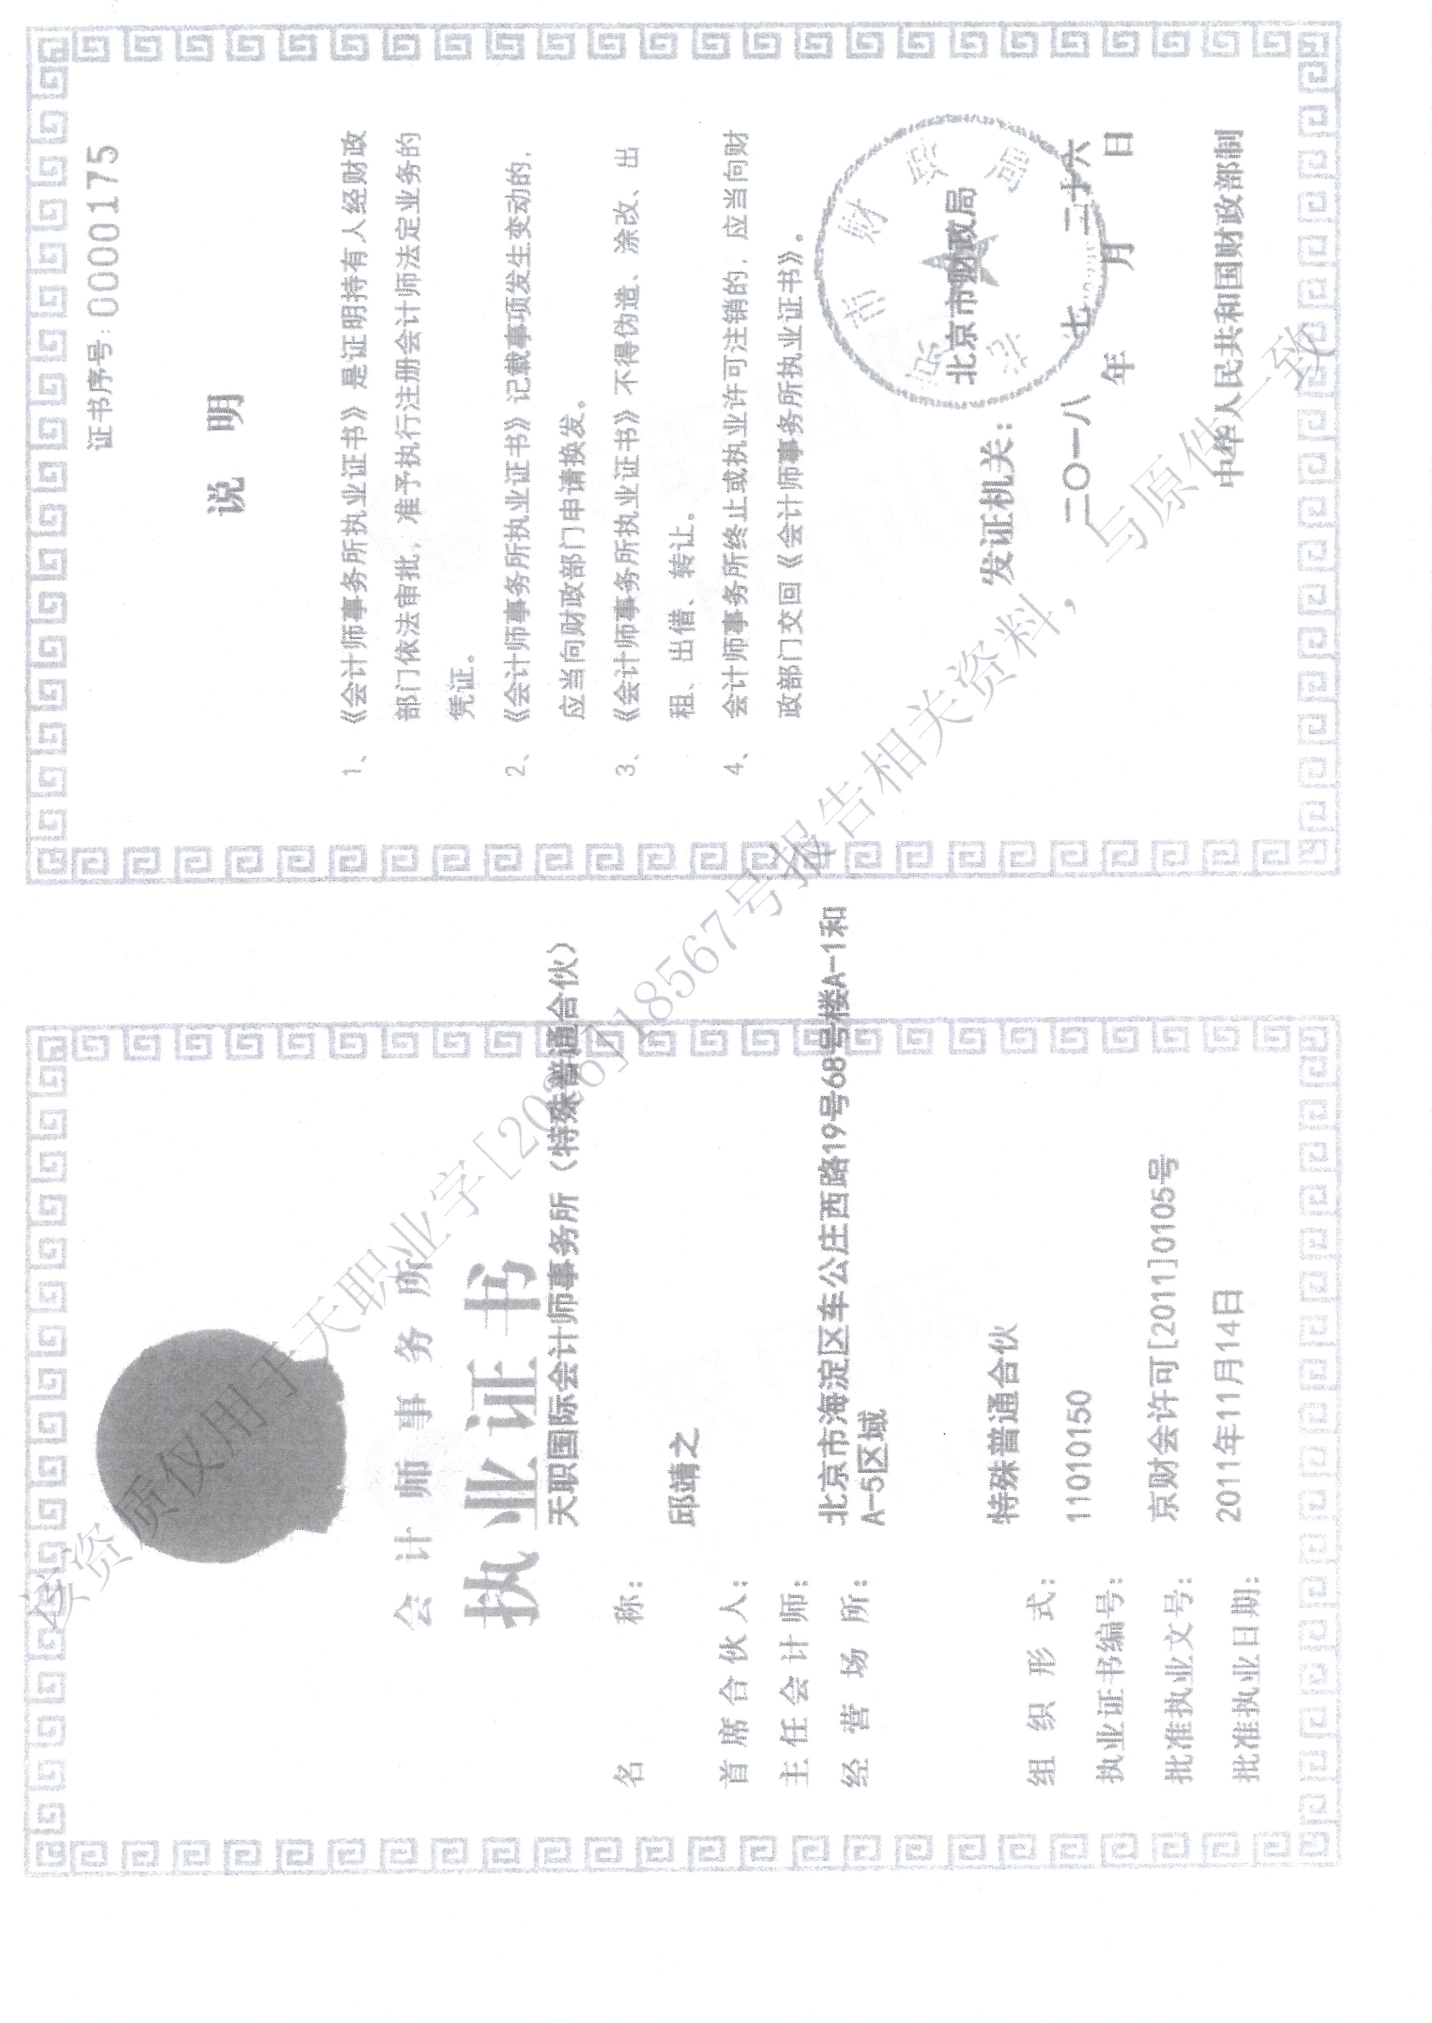 会计师事务所
执业证书
名 称：
天职国际会计师事务所（特殊普通合伙）
首席合伙人：
邱靖之
主任会计师：
经营场所：
北京市海淀区车公庄西路19号68号楼A-1和
A-5区域
组织形式：
特殊普通合伙
执业证书编号：
11010150
批准执业文号：
京财会许可[2011]0105号
批准执业日期：
2011年11月14日
证书序号：0000175
说 明
1、《会计师事务所执业证书》是证明持有人经财政
部门依法审批，准予执行注册会计师法定业务的
凭证。
2、《会计师事务所执业证书》记载事项发生变动的，
应当向财政部门申请换发。
3、《会计师事务所执业证书》不得伪造、涂改、出
租、出借、转让。
4、会计师事务所终止或执业许可注销的，应当向财
政部门交回《会计师事务所执业证书》。
发证机关：
北京市财政局
二〇一八年七月二十六日
中华人民共和国财政部制
北京市财政局
资质仅用于天职业字
18567号报告相关资料，与原件一致